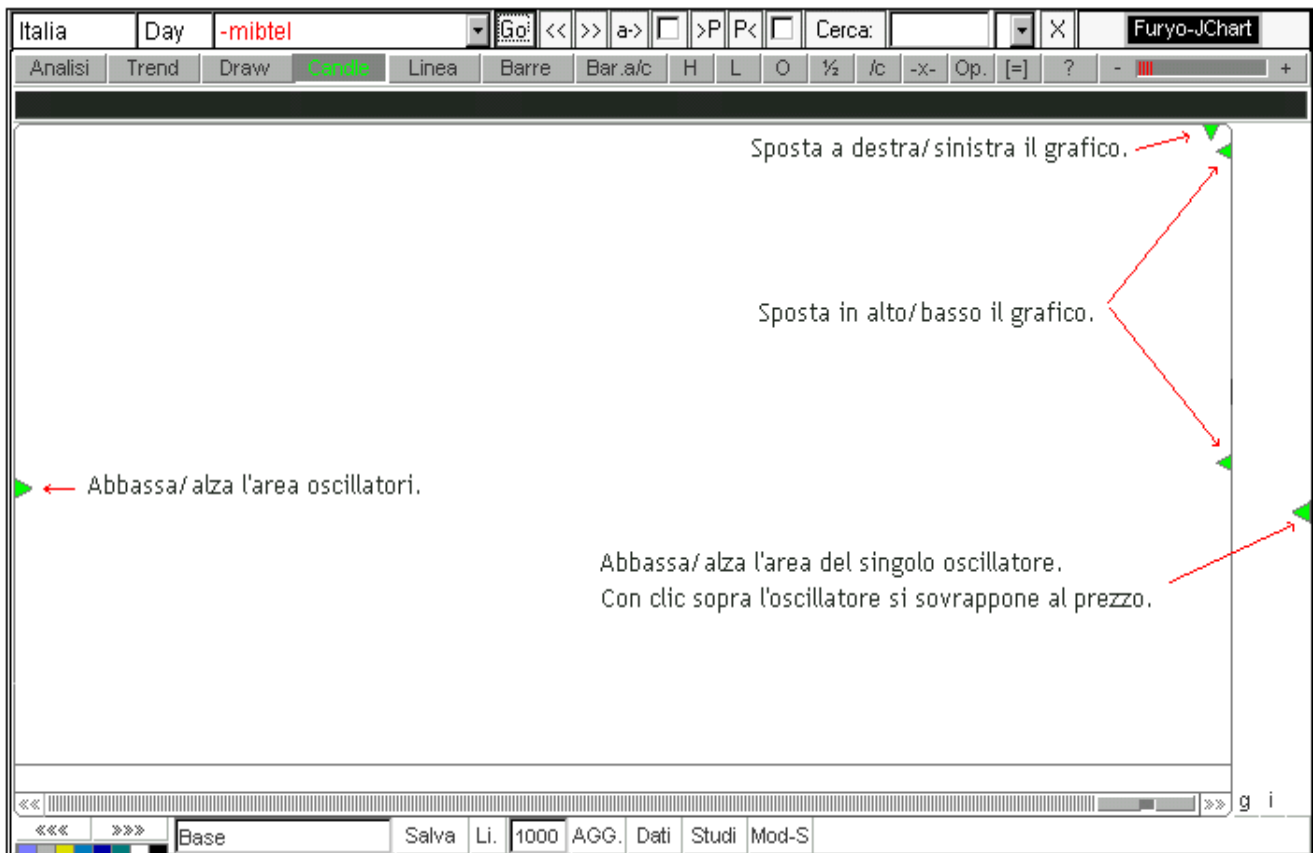 Italia Day -mibtel Go! << >> a-> >P P< Cerca: X Furyo-JChart
Analisi Trend Draw Candle Linea Barre Bar.a/c H L O ½ /c -x- Op. [=] ? - +
Sposta a destra/sinistra il grafico.
Sposta in alto/basso il grafico.
Abbassa/alza l'area oscillatori.
Abbassa/alza l'area del singolo oscillatore.
Con clic sopra l'oscillatore si sovrappone al prezzo.
<< >> g i
<<< >>> Base Salva Li. 1000 AGG. Dati Studi Mod-S